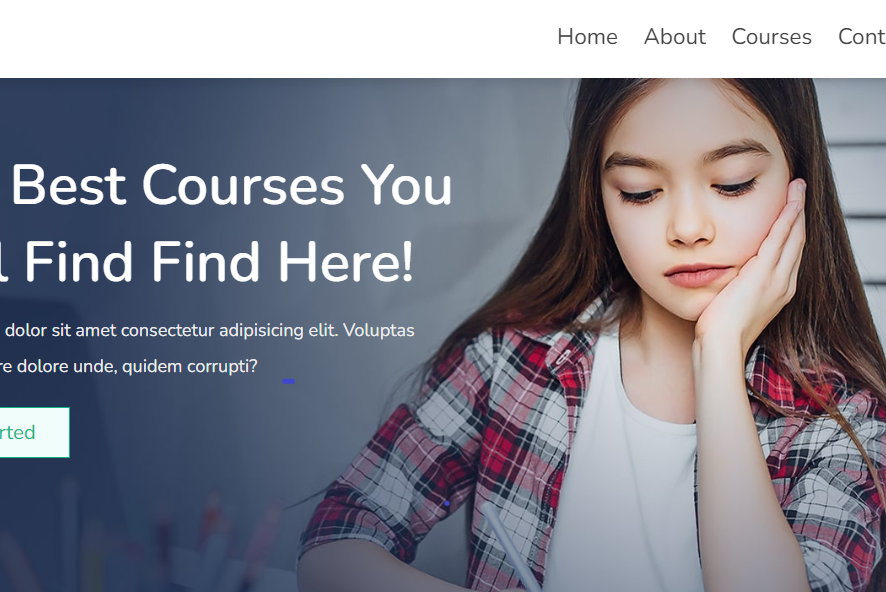 Home About Courses Cont
Best Courses You
l Find Find Here!
dolor sit amet consectetur adipisicing elit. Voluptas
re dolore unde, quidem corrupti?
rted